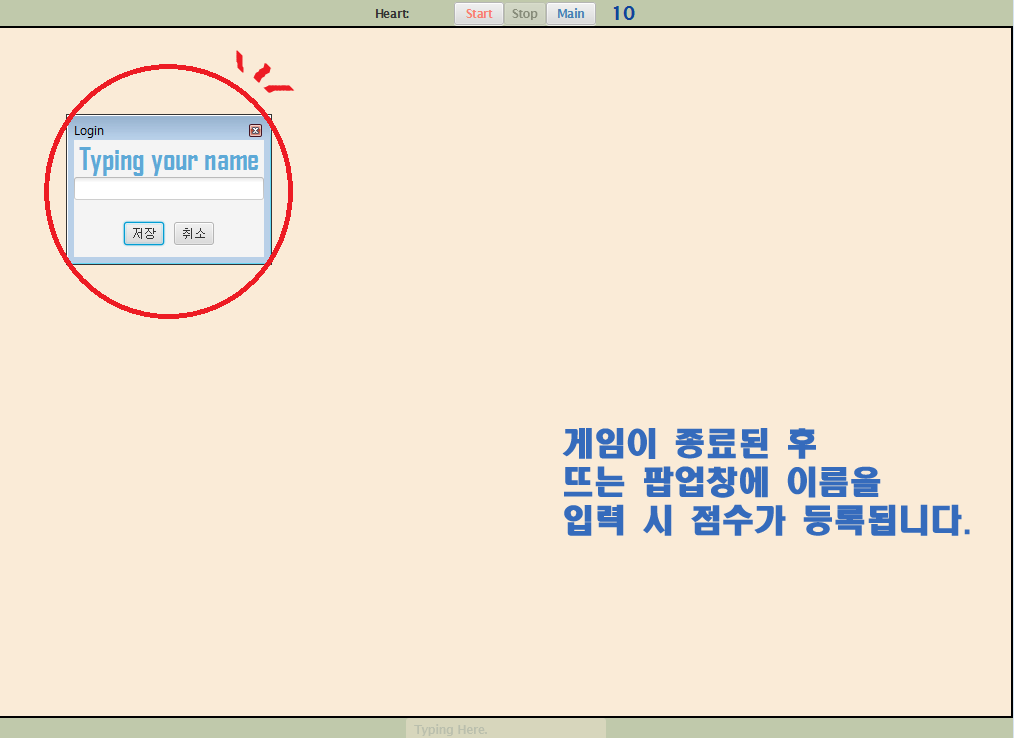 Heart: Start Stop Main 10
Login
Typing your name
저장 취소
게임이 종료된 후
뜨는 팝업창에 이름을
입력 시 점수가 등록됩니다.
Typing Here.